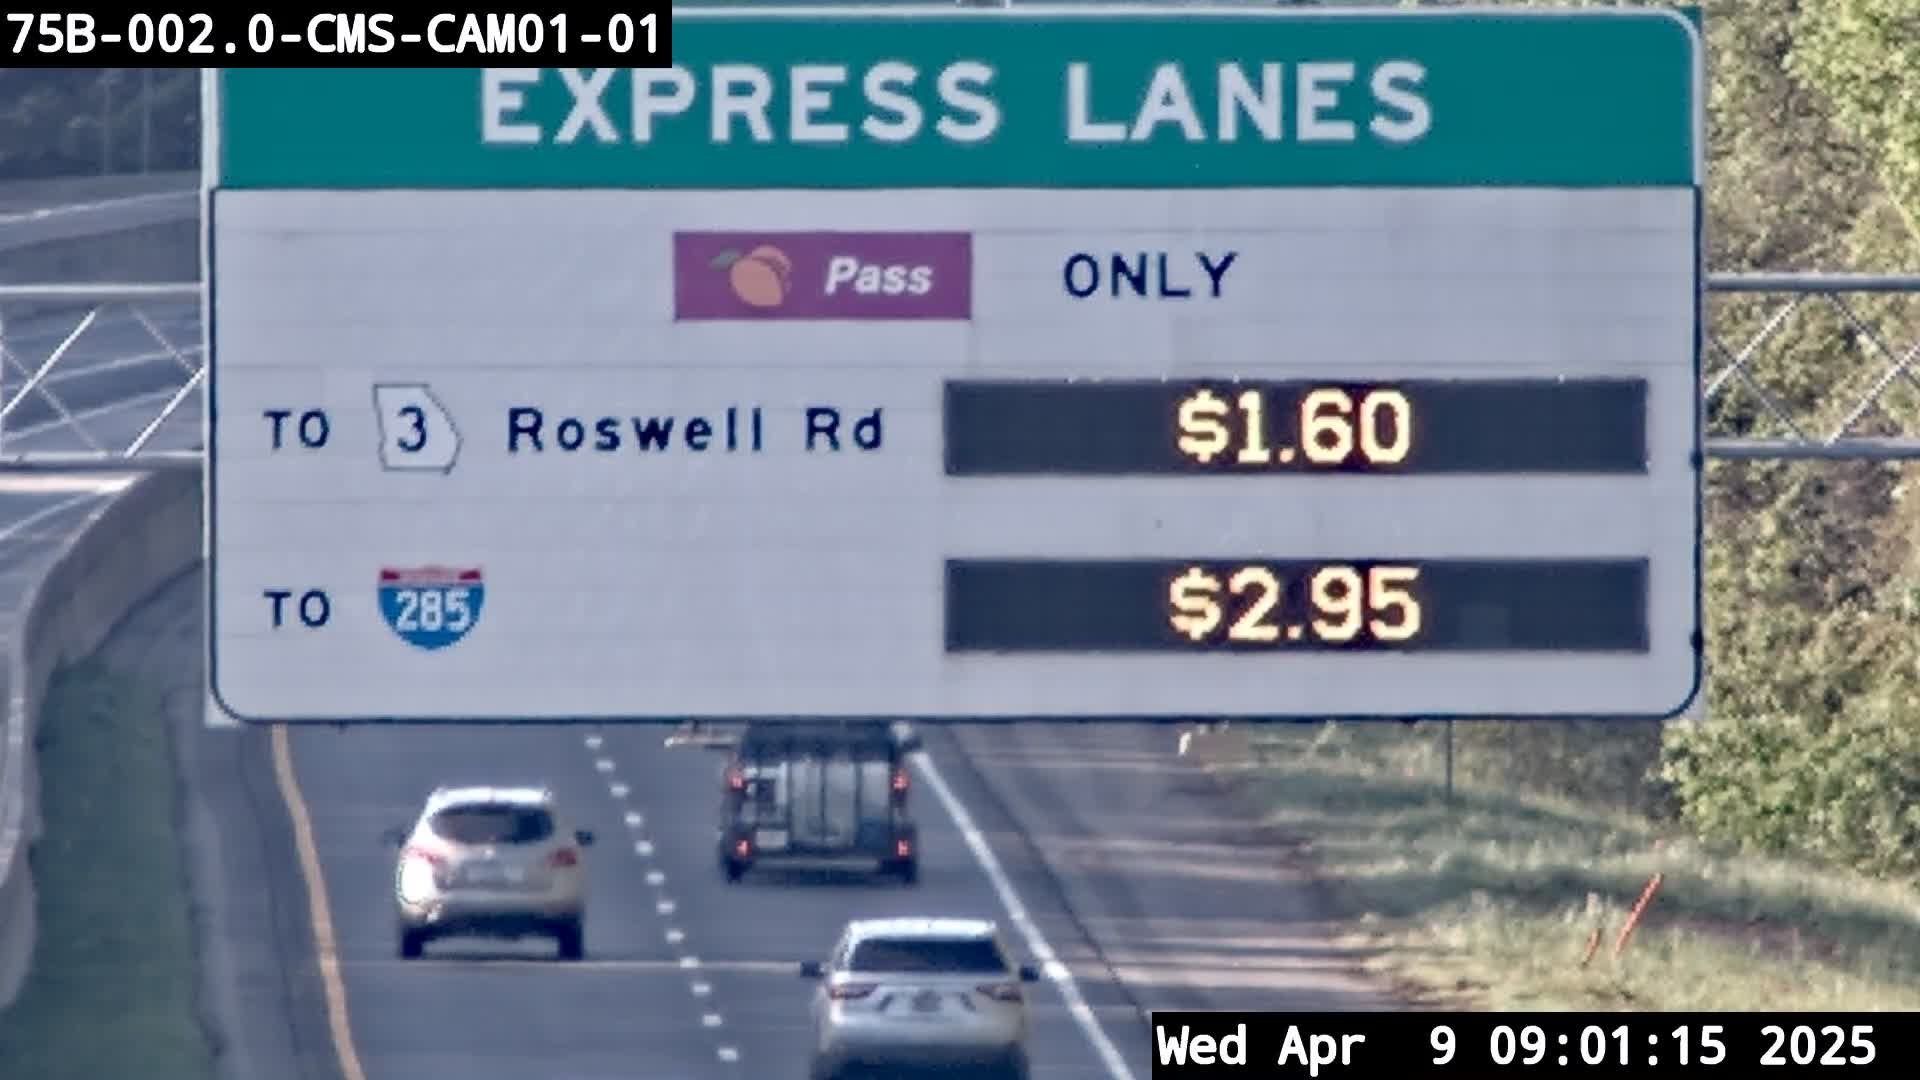 75B-002.0-CMS-CAM01-01
EXPRESS LANES
Pass ONLY
TO 3 Roswell Rd $1.60
TO 285 $2.95
Wed Apr 9 09:01:15 2025